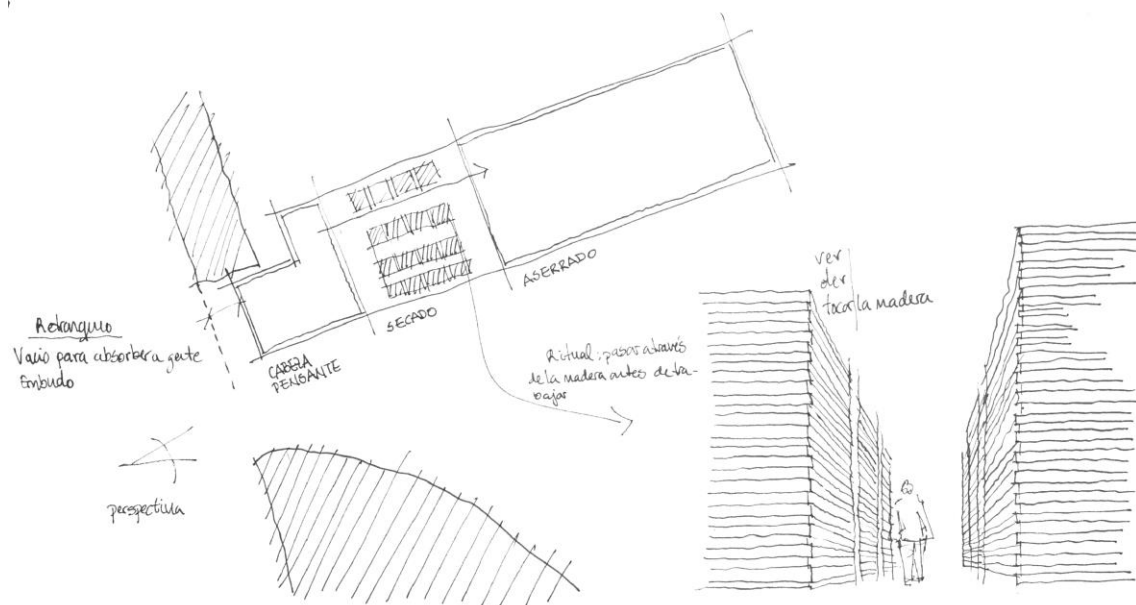 Retranqueo
Vacío para absorber a gente
Embudo
perspectiva
CABEZA
PENSANTE
SECADO
ASERRADO
Ritual: pasar a través
de la madera antes de tra-
bajar
ver
oler
tocar la madera